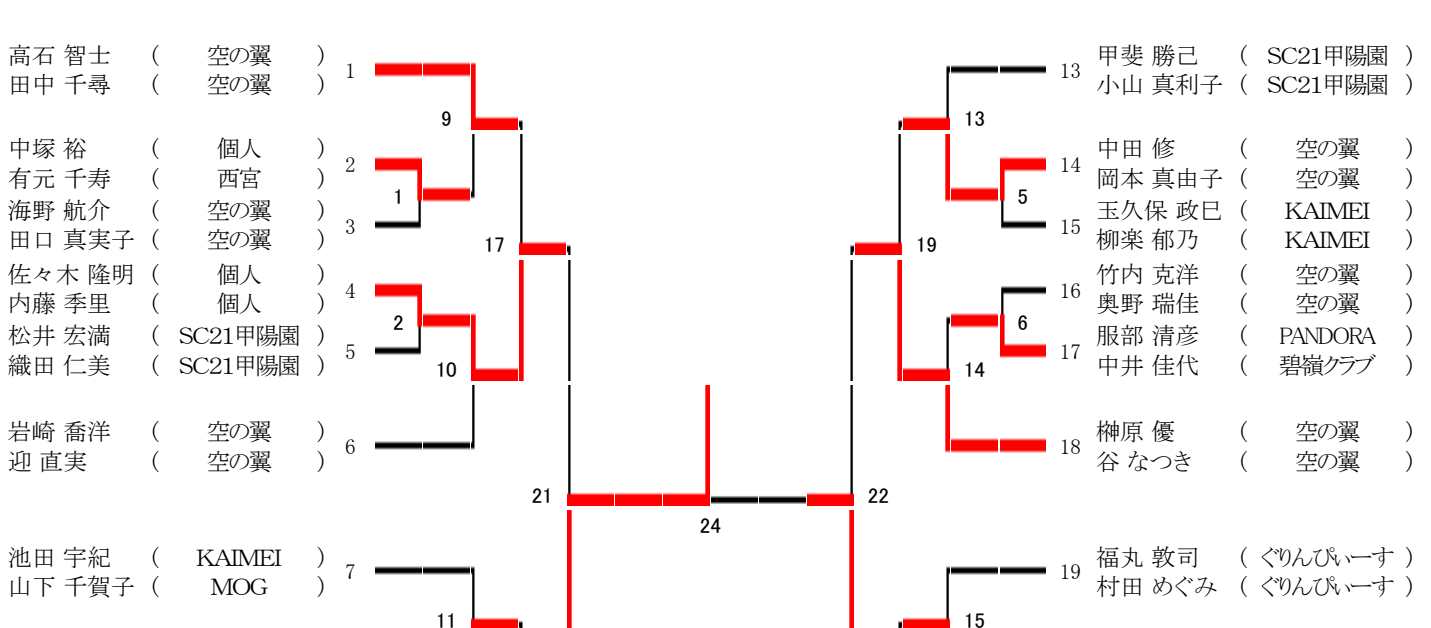 高石 智士 ( 空の翼 ) 1
田中 千尋 ( 空の翼 )
9
中塚 裕 ( 個人 ) 2
有元 千寿 ( 西宮 )
1
海野 航介 ( 空の翼 ) 3
田口 真実子 ( 空の翼 )
17
佐々木 隆明 ( 個人 ) 4
内藤 季里 ( 個人 )
2
松井 宏満 ( SC21甲陽園 ) 5
織田 仁美 ( SC21甲陽園 )
10
岩崎 喬洋 ( 空の翼 ) 6
迎 直実 ( 空の翼 )
21
池田 宇紀 ( KAIMEI ) 7
山下 千賀子 ( MOG )
11
24
13 甲斐 勝己 ( SC21甲陽園 )
小山 真利子 ( SC21甲陽園 )
13
14 中田 修 ( 空の翼 )
岡本 真由子 ( 空の翼 )
5
15 玉久保 政巳 ( KAIMEI )
柳楽 郁乃 ( KAIMEI )
19
16 竹内 克洋 ( 空の翼 )
奥野 瑞佳 ( 空の翼 )
6
17 服部 清彦 ( PANDORA )
中井 佳代 ( 碧嶺クラブ )
14
18 榊原 優 ( 空の翼 )
谷 なつき ( 空の翼 )
22
19 福丸 敦司 ( ぐりんぴぃーす )
村田 めぐみ ( ぐりんぴぃーす )
15